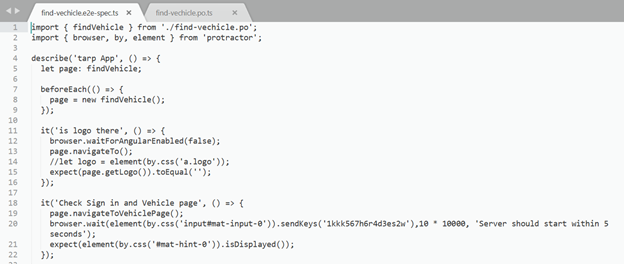 find-vechicle.e2e-spec.ts × find-vechicle.po.ts ×
1 import { findVehicle } from './find-vechicle.po';
2 import { browser, by, element } from 'protractor';
3
4 describe('tarp App', () => {
5 let page: findVehicle;
6
7 beforeEach(() => {
8 page = new findVehicle();
9 });
10
11 it('is logo there', () => {
12 browser.waitForAngularEnabled(false);
13 page.navigateTo();
14 //let logo = element(by.css('a.logo'));
15 expect(page.getLogo()).toEqual('');
16 });
17
18 it('Check Sign in and Vehicle page', () => {
19 page.navigateToVehiclePage();
20 browser.wait(element(by.css('input#mat-input-0')).sendKeys('1kkk567h6r4d3es2w'),10 * 10000, 'Server should start within 5
seconds');
21 expect(element(by.css('#mat-hint-0')).isDisplayed());
22 });